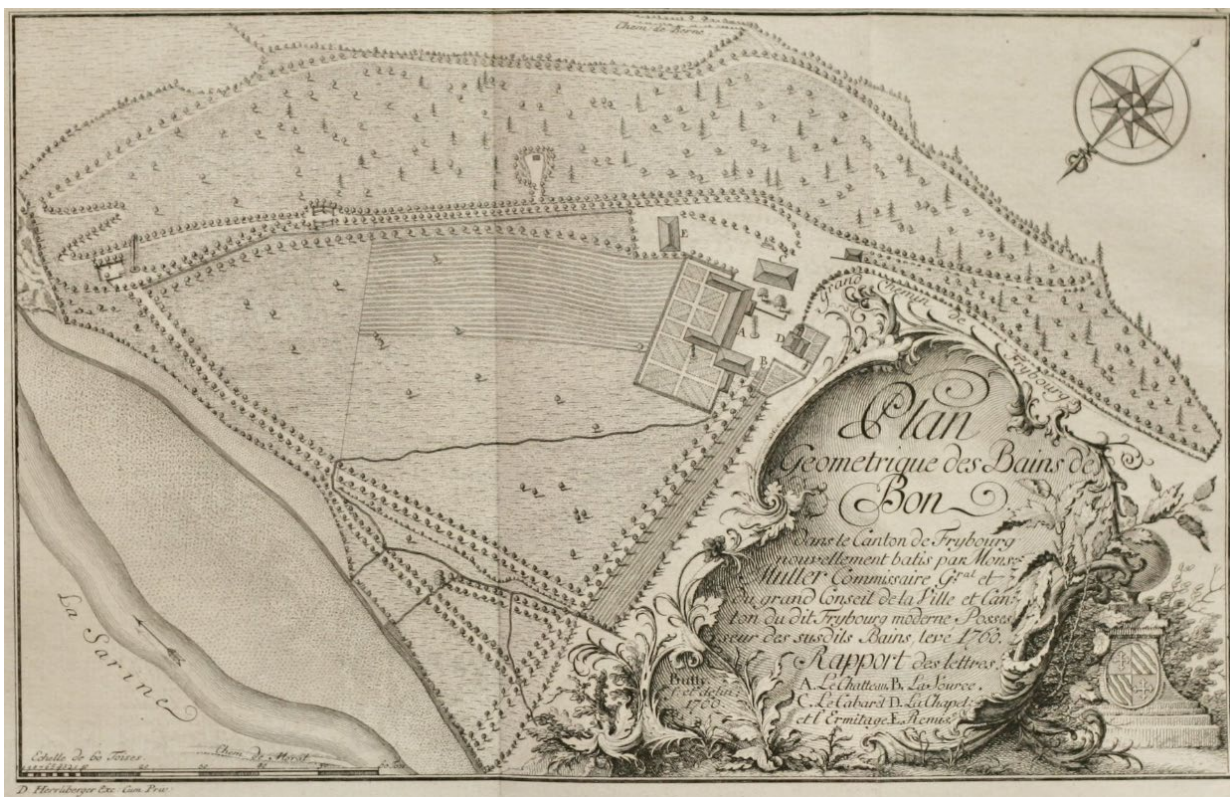 Chem: de Berne
Grand Chemin de Frybourg
E
A
D
B
Plan
Geometrique des Bains de
Bon
dans le Canton de Frybourg
nouvellement batis par Mons:
Muller Commissaire G.ral et
du grand Conseil de la Ville et Can:
ton du dit Frybourg moderne Posses:
seur des susdits Bains, levé 1760.
Rapport des lettres.
A. Le Chatteau, B. La Source.
C. Le Cabaret D. La Chapel:
et l'Ermitage. E. Remise
et delin:
1760
La Sarine
Echelle de 60 Toises
Chem: de Morat
D. Herrliberger Exc. Cum Priv: